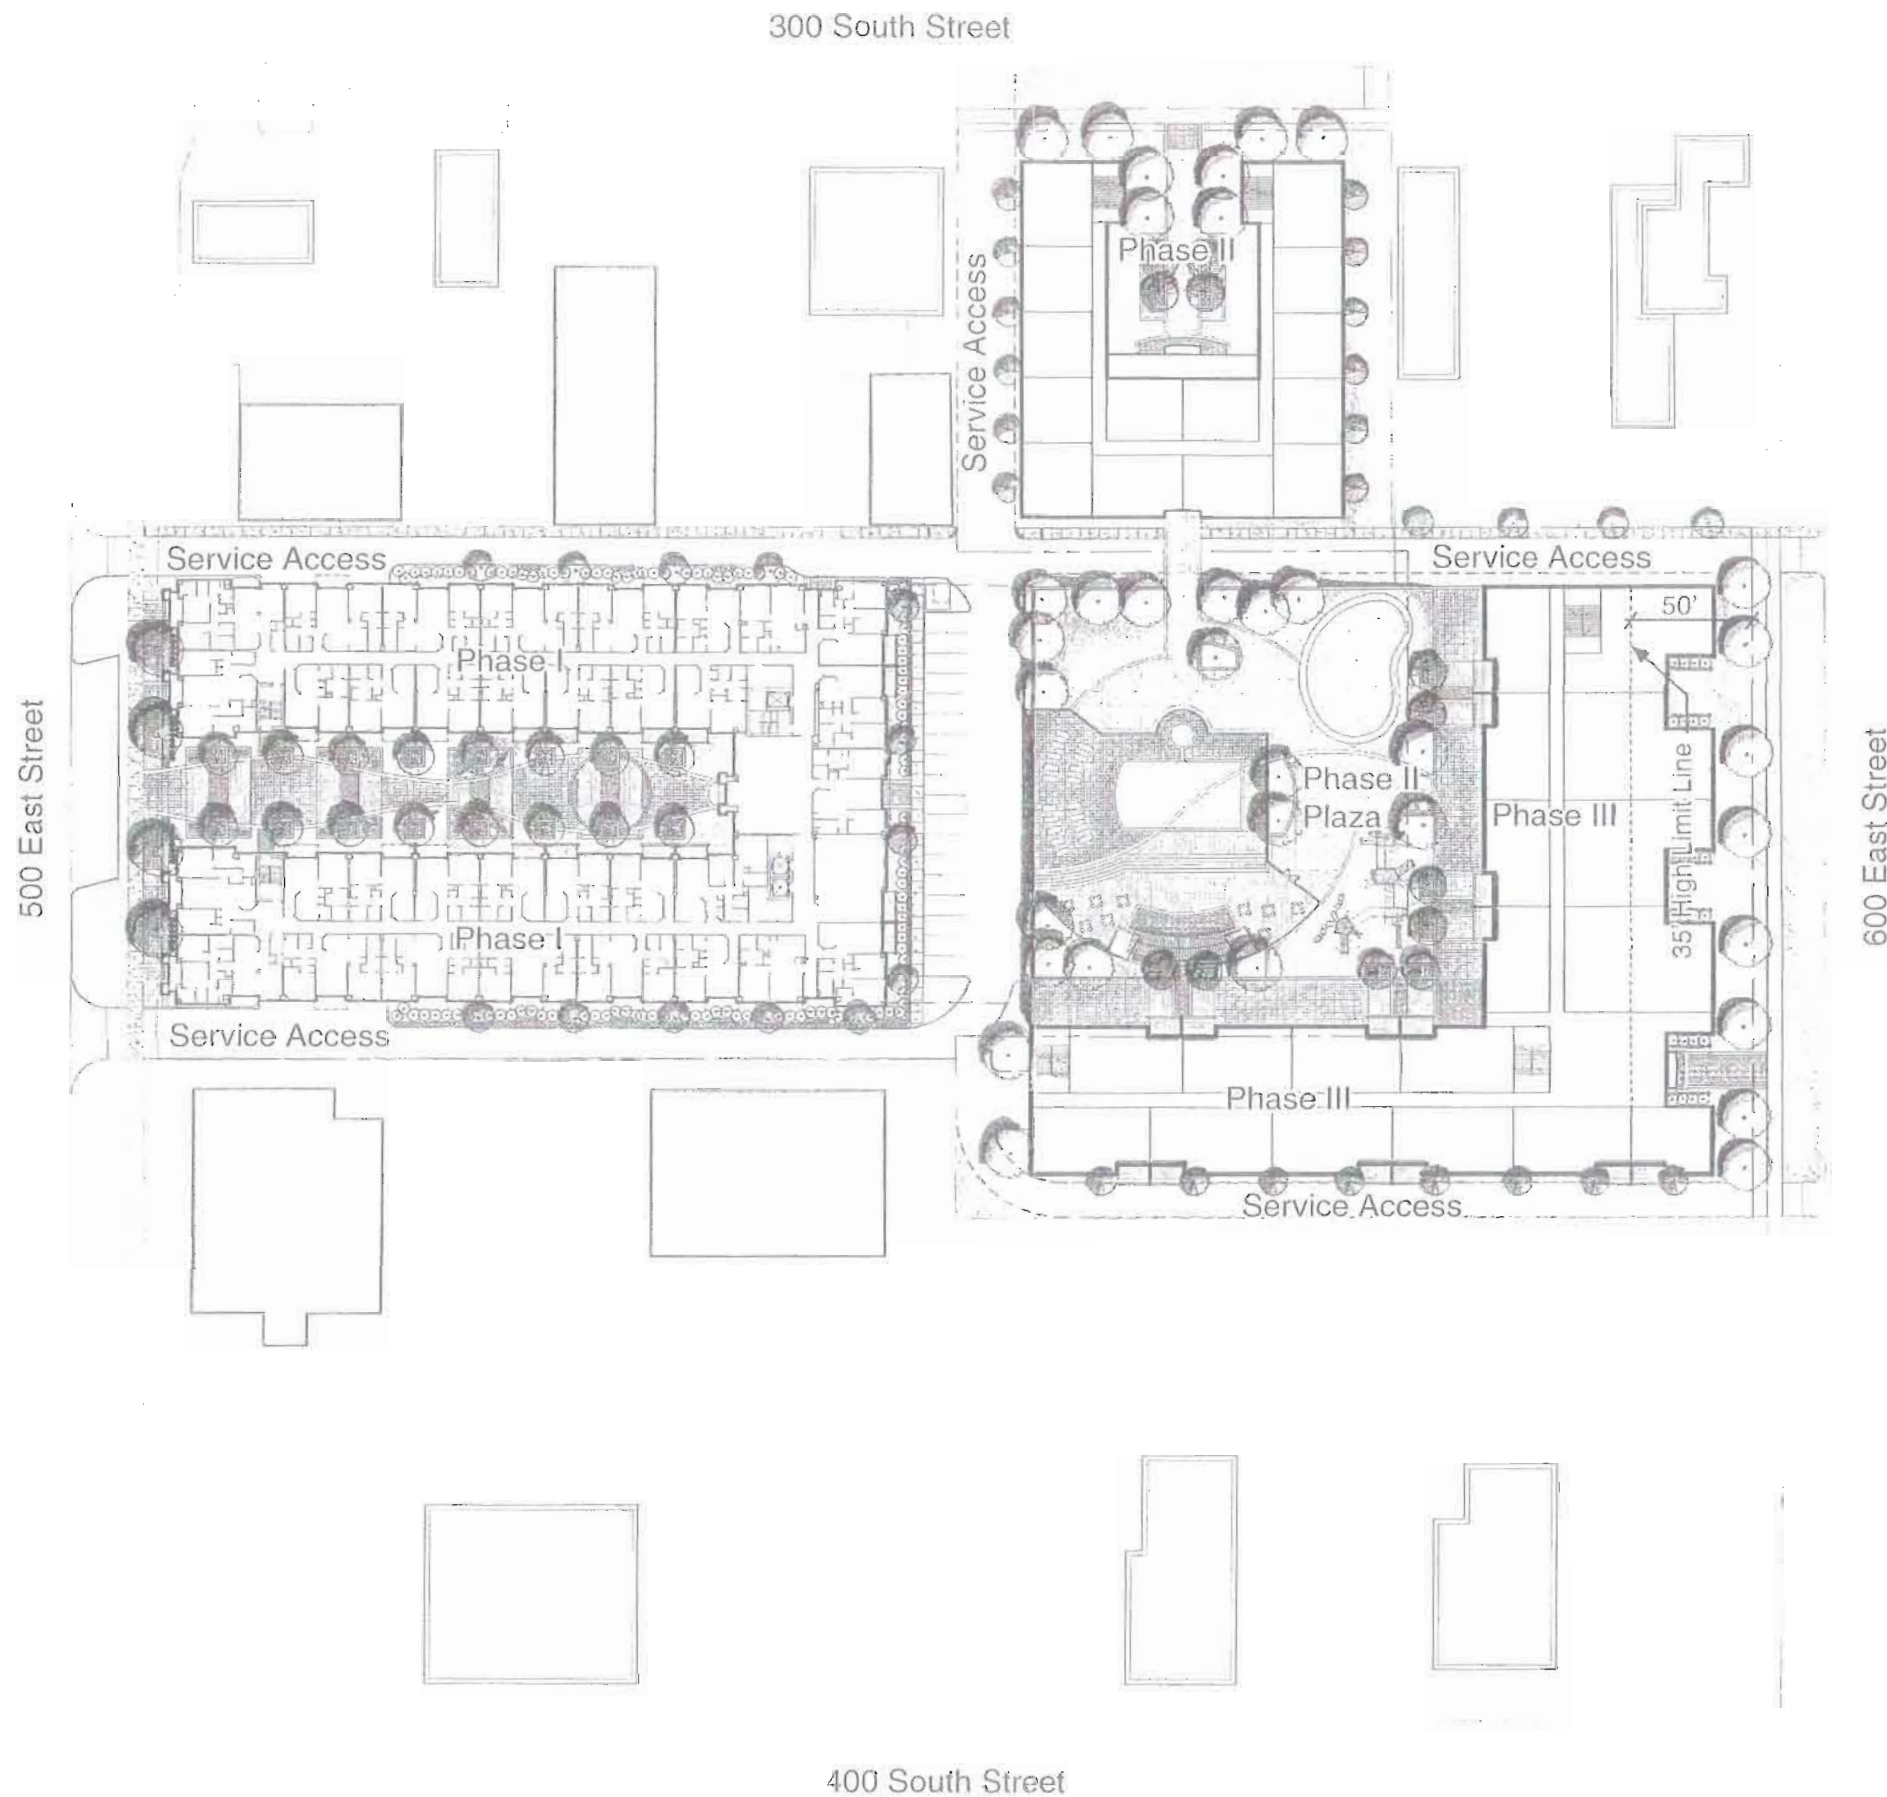 300 South Street
Phase II
Service Access
Service Access
Service Access
50'
Phase I
500 East Street
600 East Street
Phase II
Plaza
Phase III
35' Hight Limit Line
Phase I
Service Access
Phase III
Service Access
400 South Street